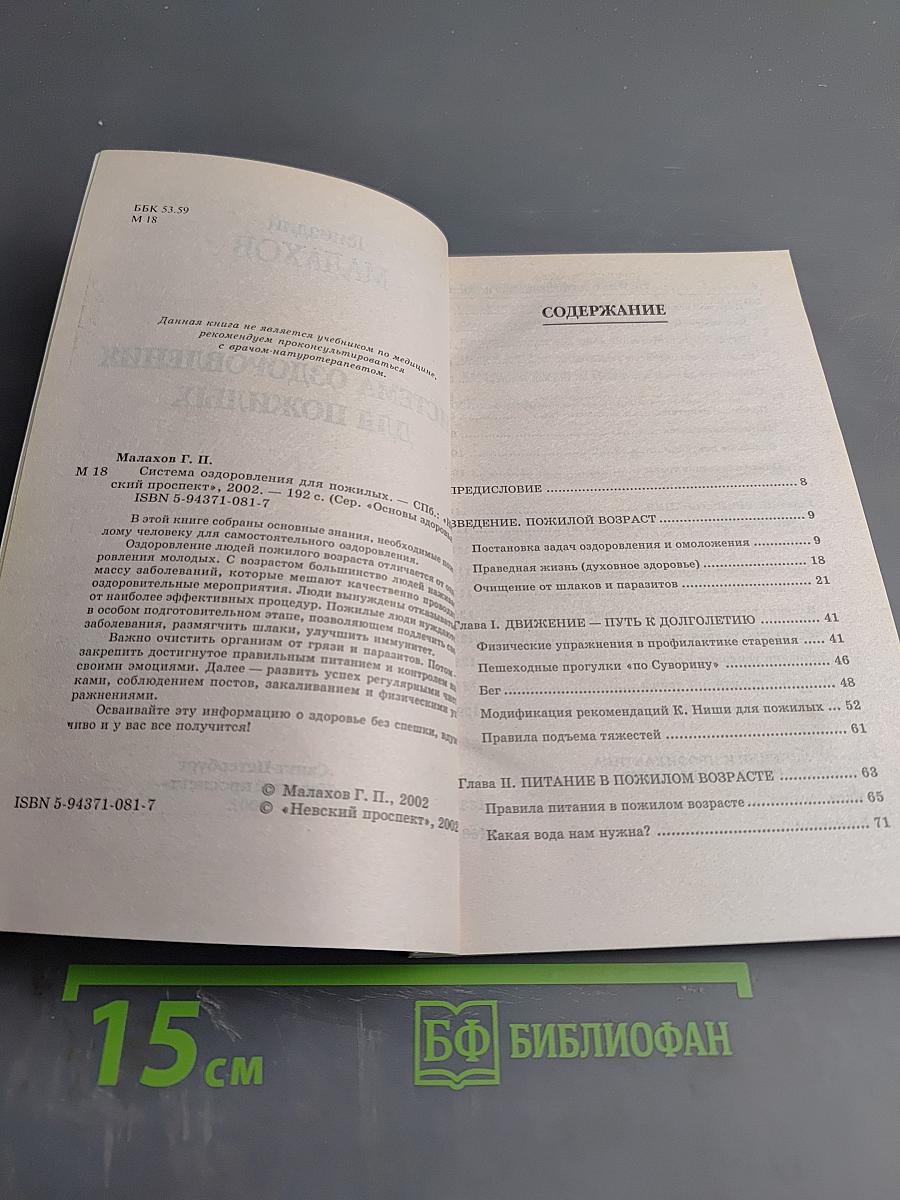 ББК 53.59
М 18
Данная книга не является учебником по медицине,
рекомендуем проконсультироваться
с врачом-натуротерапевтом.
Малахов Г. П.
М 18 Система оздоровления для пожилых. — СПб.:
ский проспект», 2002. — 192 с. (Сер. «Основы
ISBN 5-94371-081-7
В этой книге собраны основные знания, необходимые
лому человеку для самостоятельного оздоровления.
Оздоровление людей пожилого возраста отличается от
ровления молодых. С возрастом большинство людей
массу заболеваний, которые мешают качественно
оздоровительные мероприятия. Люди вынуждены
от наиболее эффективных процедур. Пожилые люди
в особом подготовительном этапе, позволяющем подлечить
заболевания, размягчить шлаки, улучшить иммунитет.
Важно очистить организм от грязи и паразитов. Потом
закрепить достигнутое правильным питанием и контролем
своими эмоциями. Далее — развить успех регулярными
ками, соблюдением постов, закаливанием и физическими
ражнениями.
Осваивайте эту информацию о здоровье без спешки,
чиво и у вас все получится!
© Малахов Г. П., 2002
ISBN 5-94371-081-7 © «Невский проспект», 2002
СОДЕРЖАНИЕ
ПРЕДИСЛОВИЕ ... 8
ВВЕДЕНИЕ. ПОЖИЛОЙ ВОЗРАСТ ... 9
Постановка задач оздоровления и омоложения ... 9
Праведная жизнь (духовное здоровье) ... 18
Очищение от шлаков и паразитов ... 21
Глава I. ДВИЖЕНИЕ — ПУТЬ К ДОЛГОЛЕТИЮ ... 41
Физические упражнения в профилактике старения ... 41
Пешеходные прогулки «по Суворину» ... 46
Бег ... 48
Модификация рекомендаций К. Ниши для пожилых ... 52
Правила подъема тяжестей ... 61
Глава II. ПИТАНИЕ В ПОЖИЛОМ ВОЗРАСТЕ ... 63
Правила питания в пожилом возрасте ... 65
Какая вода нам нужна? ... 71
15 см
БФ БИБЛИОФАН